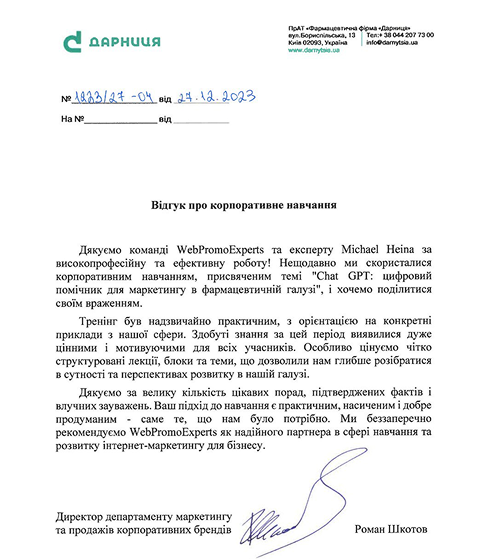 ДАРНИЦЯ
ПрАТ «Фармацевтична фірма «Дарниця»
вул.Бориспільська, 13 Тел:+ 38 044 207 73 00
Київ 02093, Україна info@darnytsia.ua
www.darnytsia.ua
№ 1223/27-04 від 27.12.2023
На №______________ від __________
Відгук про корпоративне навчання
Дякуємо команді WebPromoExperts та експерту Michael Heina за
високопрофесійну та ефективну роботу! Нещодавно ми скористалися
корпоративним навчанням, присвяченим темі "Chat GPT: цифровий
помічник для маркетингу в фармацевтичній галузі", і хочемо поділитися
своїм враженням.
Тренінг був надзвичайно практичним, з орієнтацією на конкретні
приклади з нашої сфери. Здобуті знання за цей період виявилися дуже
цінними і мотивуючими для всіх учасників. Особливо цінуємо чітко
структуровані лекції, блоки та теми, що дозволили нам глибше розібратися
в сутності та перспективах розвитку в нашій галузі.
Дякуємо за велику кількість цікавих порад, підтверджених фактів і
влучних зауважень. Ваш підхід до навчання є практичним, насиченим і добре
продуманим - саме те, що нам було потрібно. Ми беззаперечно
рекомендуємо WebPromoExperts як надійного партнера в сфері навчання та
розвитку інтернет-маркетингу для бізнесу.
Директор департаменту маркетингу
та продажів корпоративних брендів Роман Шкотов